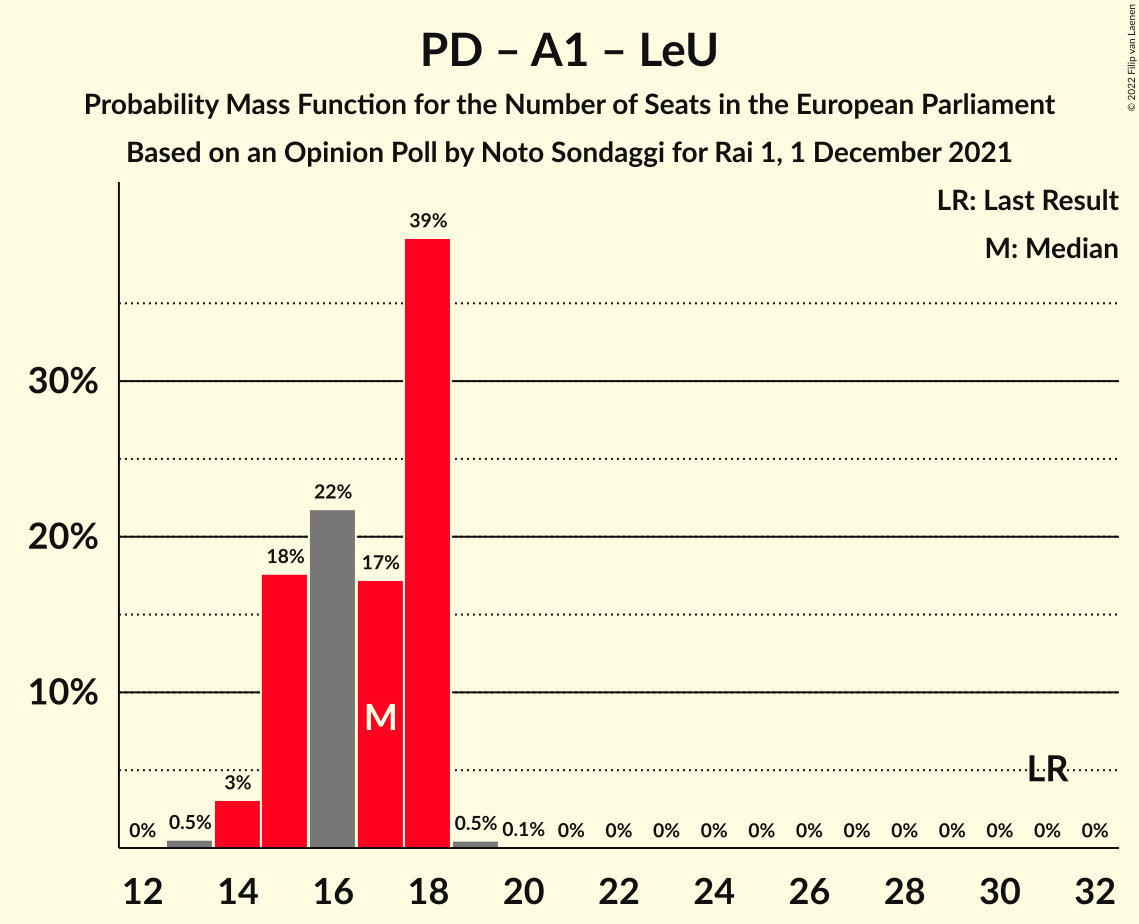 PD – A1 – LeU
Probability Mass Function for the Number of Seats in the European Parliament
Based on an Opinion Poll by Noto Sondaggi for Rai 1, 1 December 2021
© 2022 Filip van Laenen
LR: Last Result
M: Median
39%
30%
22%
20%
18%
17%
10%
M
LR
3%
0% 0.5% 0.5% 0.1% 0% 0% 0% 0% 0% 0% 0% 0% 0% 0% 0% 0%
12 14 16 18 20 22 24 26 28 30 32